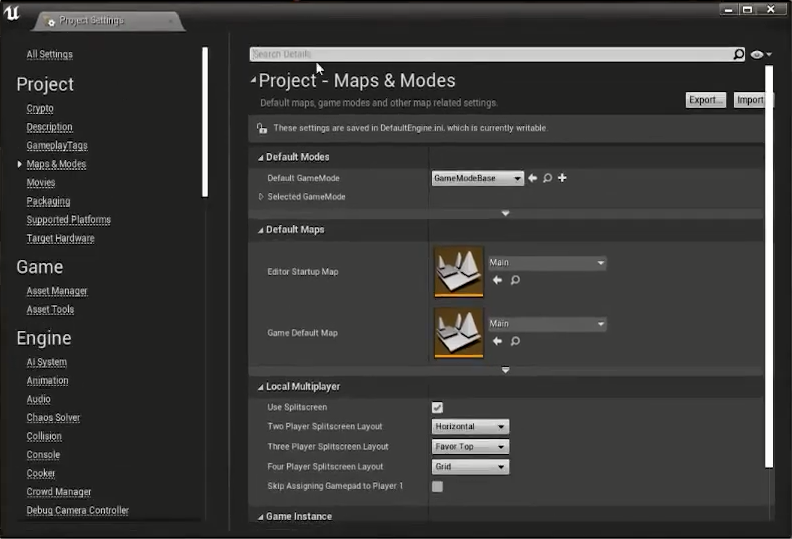 Project Settings
All Settings
Project
Crypto
Description
GameplayTags
Maps & Modes
Movies
Packaging
Supported Platforms
Target Hardware
Game
Asset Manager
Asset Tools
Engine
AI System
Animation
Audio
Chaos Solver
Collision
Console
Cooker
Crowd Manager
Debug Camera Controller
Search Details
Project - Maps & Modes
Default maps, game modes and other map related settings.
Export...
Import
These settings are saved in DefaultEngine.ini, which is currently writable.
Default Modes
Default GameMode
GameModeBase
Selected GameMode
Default Maps
Editor Startup Map
Main
Game Default Map
Main
Local Multiplayer
Use Splitscreen
Two Player Splitscreen Layout
Horizontal
Three Player Splitscreen Layout
Favor Top
Four Player Splitscreen Layout
Grid
Skip Assigning Gamepad to Player 1
Game Instance